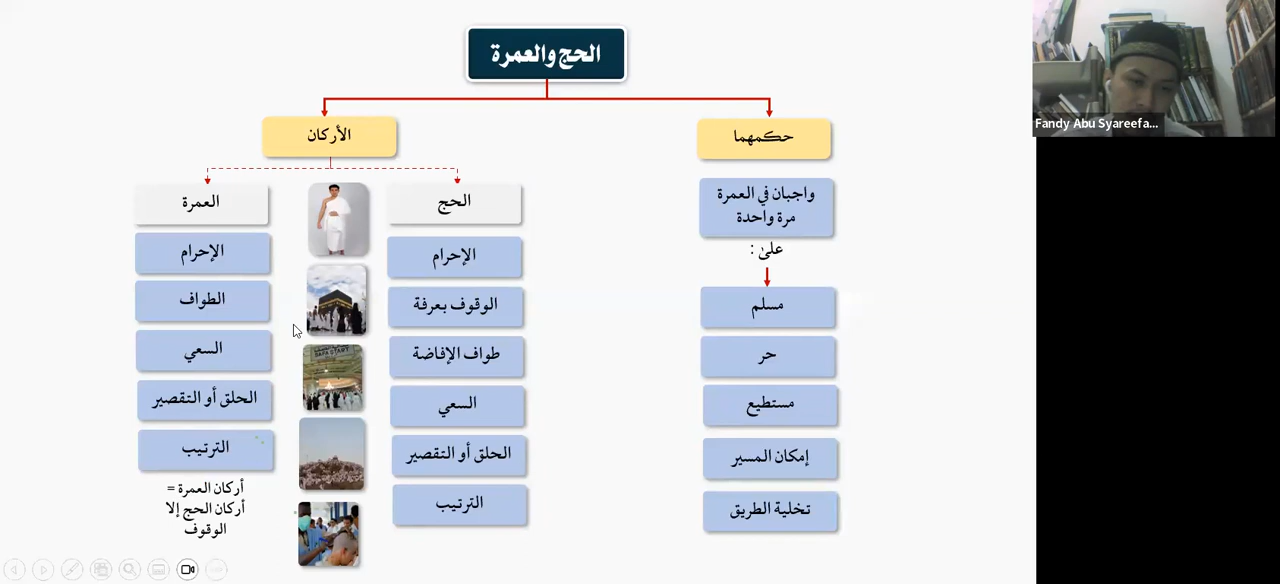 الحج والعمرة
حكمهما
واجبان في العمرة
مرة واحدة
على :
مسلم
حر
مستطيع
إمكان المسير
تخلية الطريق
الأركان
الحج
الإحرام
الوقوف بعرفة
طواف الإفاضة
السعي
الحلق أو التقصير
الترتيب
العمرة
الإحرام
الطواف
السعي
الحلق أو التقصير
الترتيب
أركان العمرة =
أركان الحج إلا
الوقوف
SAFA START
Fandy Abu Syareefa...